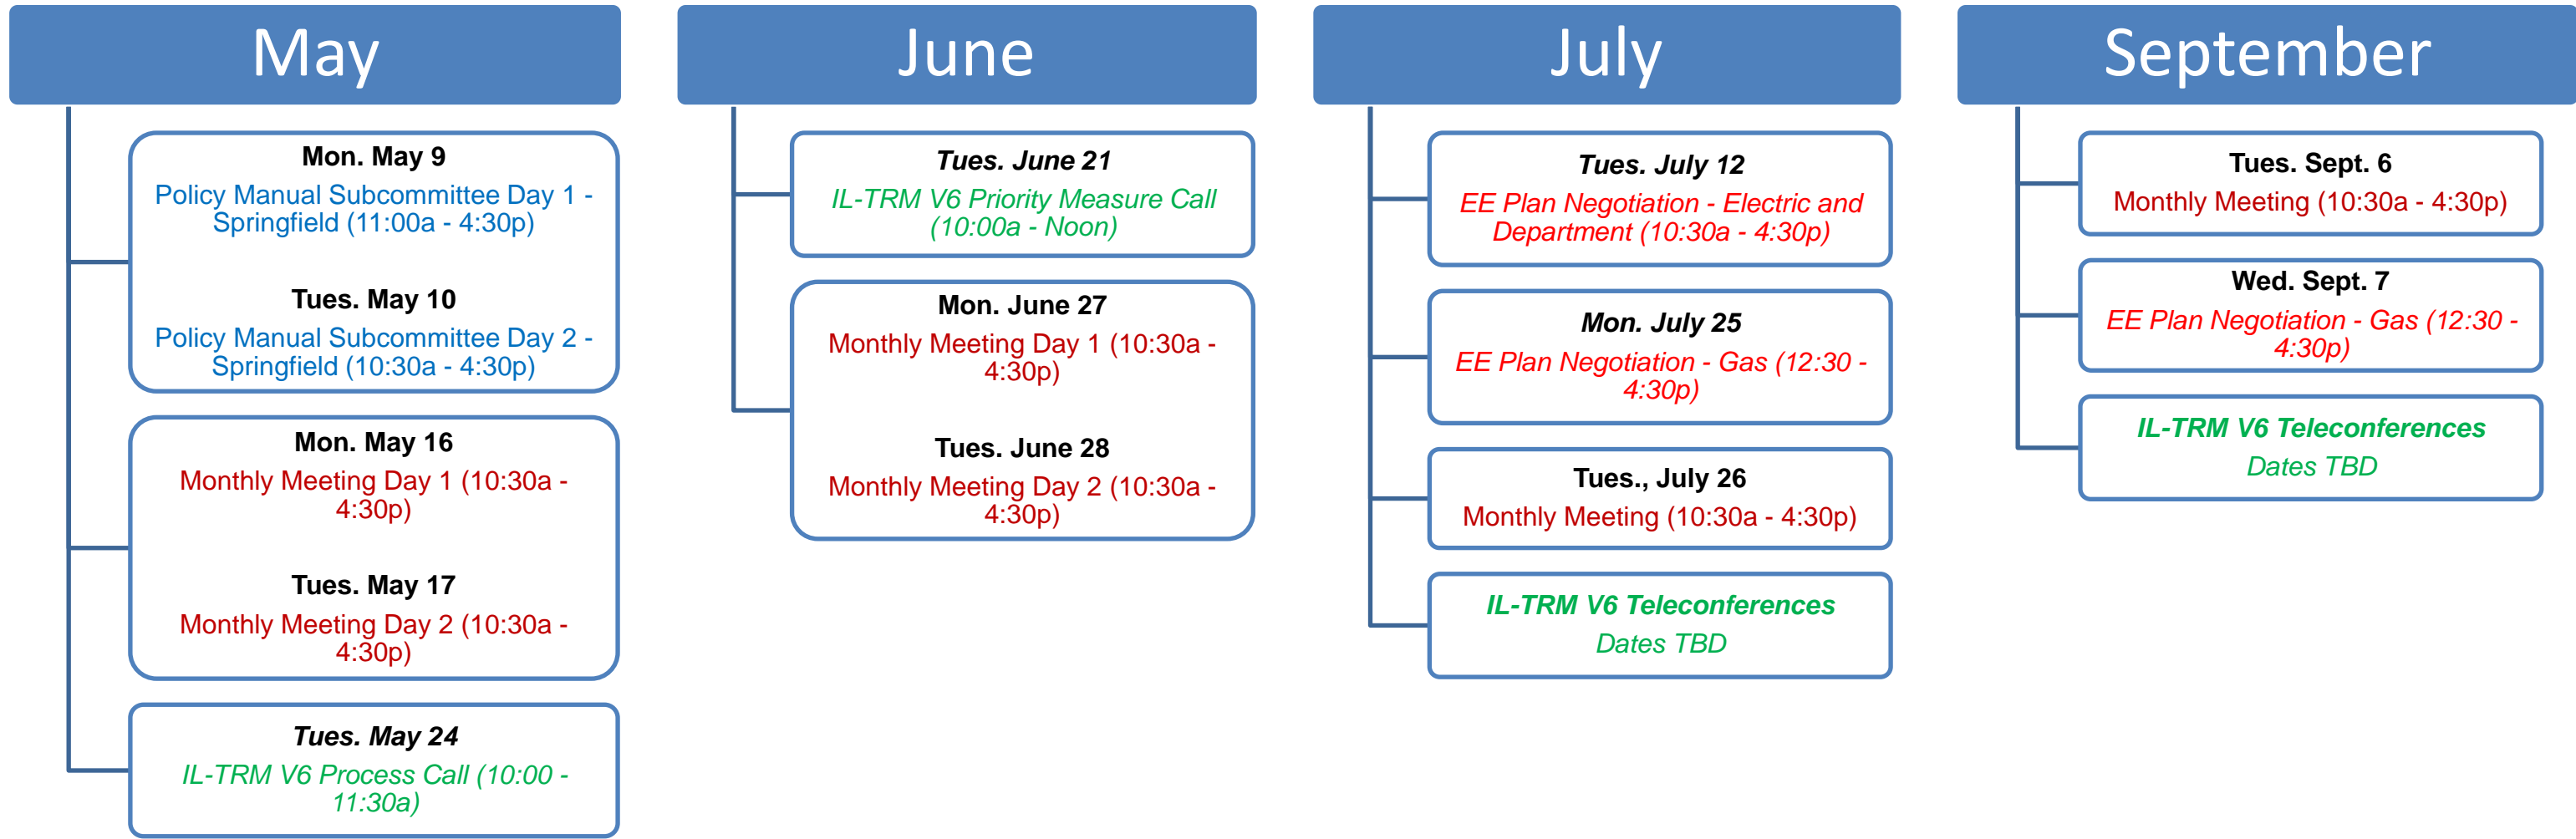 May
Mon. May 9
Policy Manual Subcommittee Day 1 -
Springfield (11:00a - 4:30p)
Tues. May 10
Policy Manual Subcommittee Day 2 -
Springfield (10:30a - 4:30p)
Mon. May 16
Monthly Meeting Day 1 (10:30a -
4:30p)
Tues. May 17
Monthly Meeting Day 2 (10:30a -
4:30p)
Tues. May 24
IL-TRM V6 Process Call (10:00 -
11:30a)
June
Tues. June 21
IL-TRM V6 Priority Measure Call
(10:00a - Noon)
Mon. June 27
Monthly Meeting Day 1 (10:30a -
4:30p)
Tues. June 28
Monthly Meeting Day 2 (10:30a -
4:30p)
July
Tues. July 12
EE Plan Negotiation - Electric and
Department (10:30a - 4:30p)
Mon. July 25
EE Plan Negotiation - Gas (12:30 -
4:30p)
Tues., July 26
Monthly Meeting (10:30a - 4:30p)
IL-TRM V6 Teleconferences
Dates TBD
September
Tues. Sept. 6
Monthly Meeting (10:30a - 4:30p)
Wed. Sept. 7
EE Plan Negotiation - Gas (12:30 -
4:30p)
IL-TRM V6 Teleconferences
Dates TBD